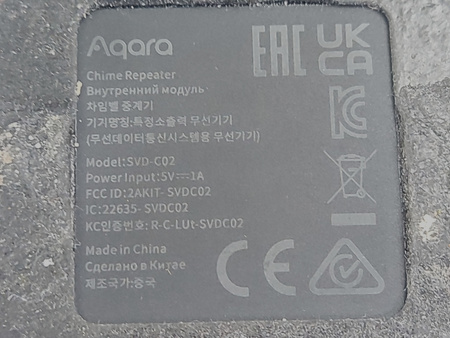 Aqara
EAC
UK
CA
Chime Repeater
Внутренний модуль
차임벨 중계기
기기명칭:특정소출력 무선기기
(무선데이터통신시스템용 무선기기)
Model:SVD-C02
Power Input:5V⎓1A
FCC ID:2AKIT- SVDC02
IC:22635- SVDC02
KC인증번호: R-C-LUt-SVDC02
Made in China
Сделано в Китае
제조국가:중국
CE